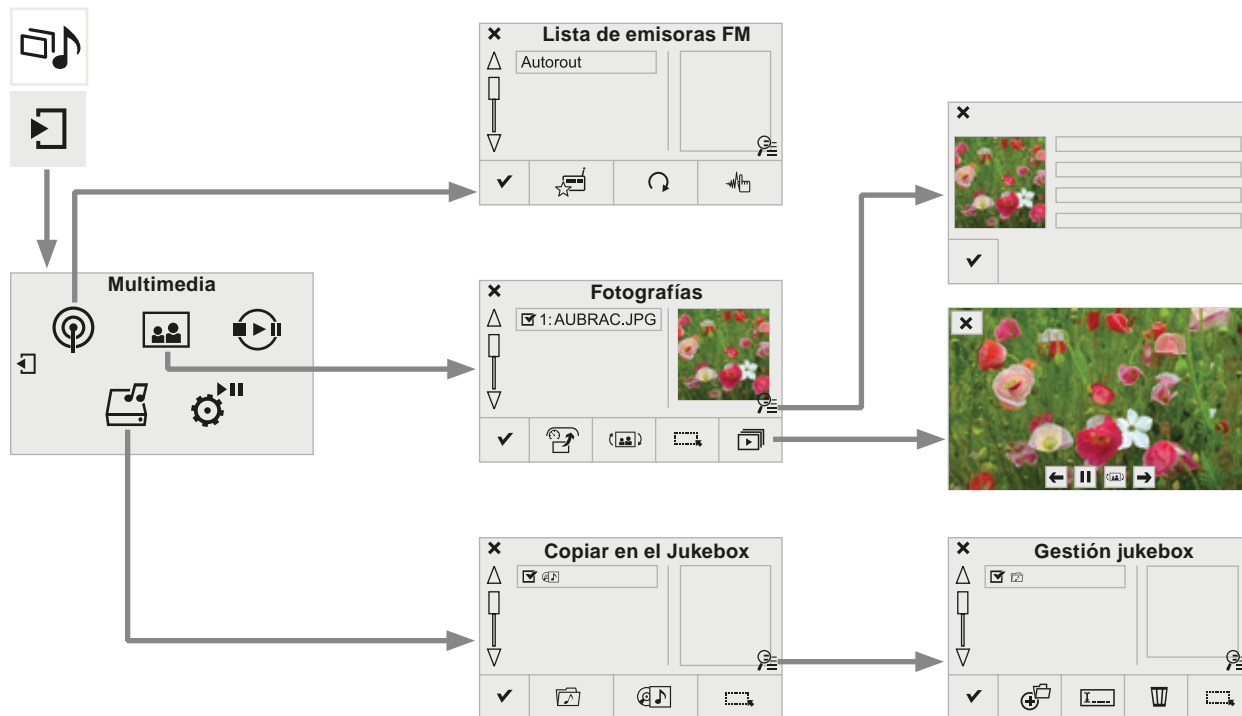 Lista de emisoras FM
Autorout
Multimedia
Fotografías
1: AUBRAC.JPG
Copiar en el Jukebox
Gestión jukebox